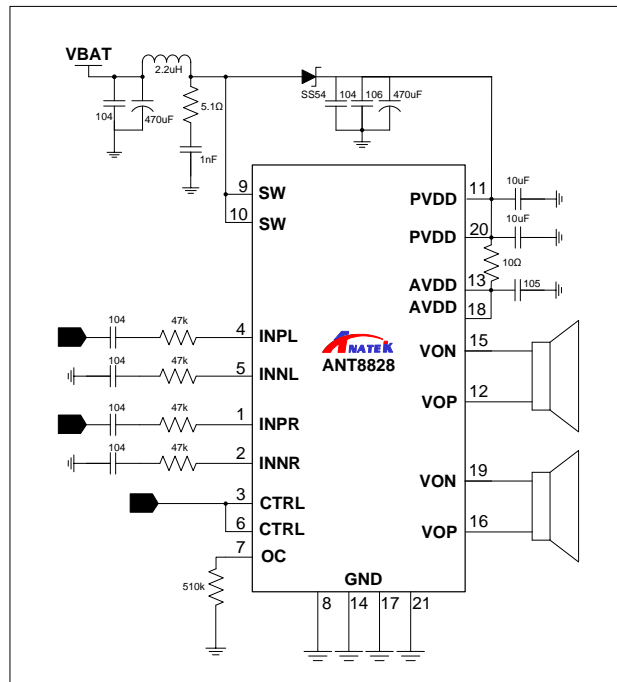 VBAT
2.2uH
5.1Ω
104
470uF
1nF
SS54
104
106
470uF
9 SW
10 SW
PVDD 11
10uF
PVDD 20
10uF
10Ω
AVDD 13
105
AVDD 18
104
47k
4 INPL
104
47k
5 INNL
104
47k
1 INPR
104
47k
2 INNR
3 CTRL
6 CTRL
7 OC
510k
ANATEK
ANT8828
VON 15
VOP 12
VON 19
VOP 16
GND
8
14
17
21